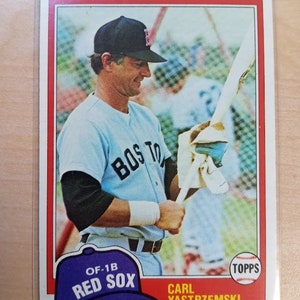 BOSTON
OF-1B
RED SOX
TOPPS
CARL
YASTRZEMSKI